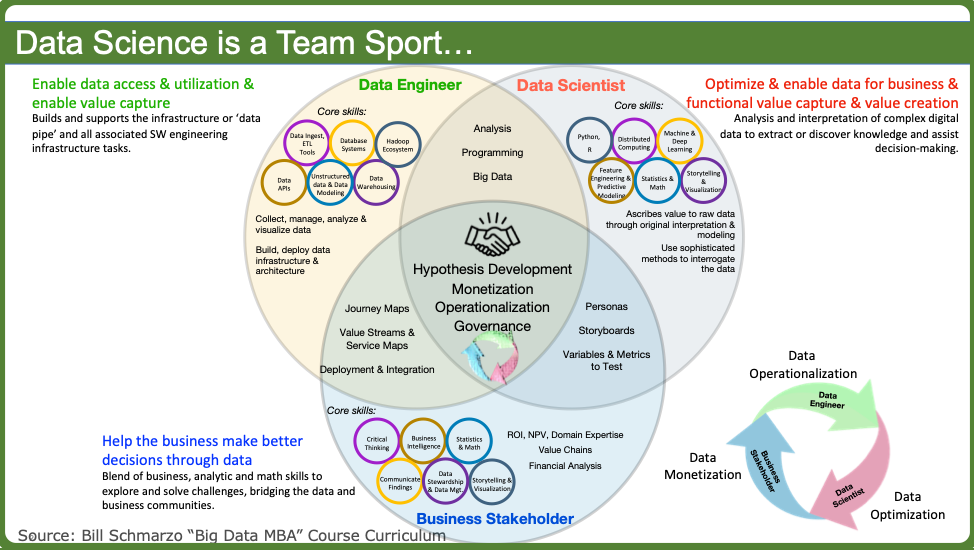 Data Science is a Team Sport…
Enable data access & utilization &
enable value capture
Builds and supports the infrastructure or ‘data
pipe’ and all associated SW engineering
infrastructure tasks.
Data Engineer
Core skills:
Data Ingest,
ETL
Tools
Database
Systems
Hadoop
Ecosystem
Data
APIs
Unstructured
data & Data
Modeling
Data
Warehousing
Collect, manage, analyze &
visualize data
Build, deploy data
infrastructure &
architecture
Analysis
Programming
Big Data
Data Scientist
Core skills:
Python,
R
Distributed
Computing
Machine &
Deep
Learning
Feature
Engineering &
Predictive
Modeling
Statistics &
Math
Storytelling
&
Visualization
Ascribes value to raw data
through original interpretation &
modeling
Use sophisticated
methods to interrogate
the data
Optimize & enable data for business &
functional value capture & value creation
Analysis and interpretation of complex digital
data to extract or discover knowledge and assist
decision-making.
Hypothesis Development
Monetization
Operationalization
Governance
Journey Maps
Value Streams &
Service Maps
Deployment & Integration
Personas
Storyboards
Variables & Metrics
to Test
Help the business make better
decisions through data
Blend of business, analytic and math skills to
explore and solve challenges, bridging the data and
business communities.
Core skills:
Critical
Thinking
Business
Intelligence
Statistics
& Math
Communicate
Findings
Data
Stewardship
& Data Mgt.
Storytelling &
Visualization
ROI, NPV, Domain Expertise
Value Chains
Financial Analysis
Business Stakeholder
Data
Operationalization
Data
Engineer
Data
Monetization
Business
Stakeholder
Data
Scientist
Data
Optimization
Source: Bill Schmarzo “Big Data MBA” Course Curriculum